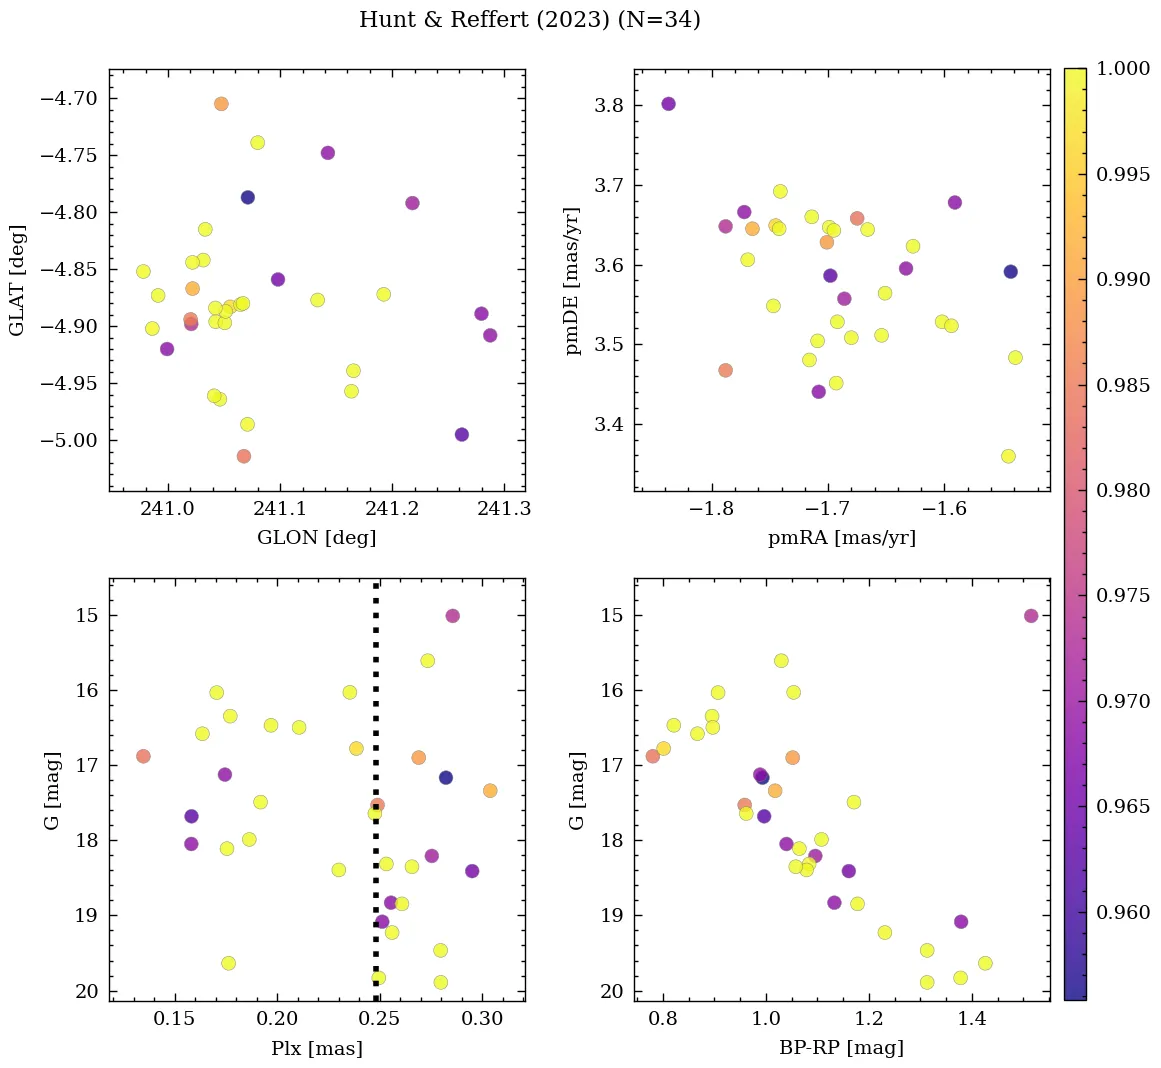 Hunt & Reffert (2023) (N=34)
GLAT [deg]
−4.70
−4.75
−4.80
−4.85
−4.90
−4.95
−5.00
241.0 241.1 241.2 241.3
GLON [deg]
pmDE [mas/yr]
3.8
3.7
3.6
3.5
3.4
−1.8 −1.7 −1.6
pmRA [mas/yr]
G [mag]
15
16
17
18
19
20
0.15 0.20 0.25 0.30
Plx [mas]
G [mag]
15
16
17
18
19
20
0.8 1.0 1.2 1.4
BP-RP [mag]
1.000
0.995
0.990
0.985
0.980
0.975
0.970
0.965
0.960